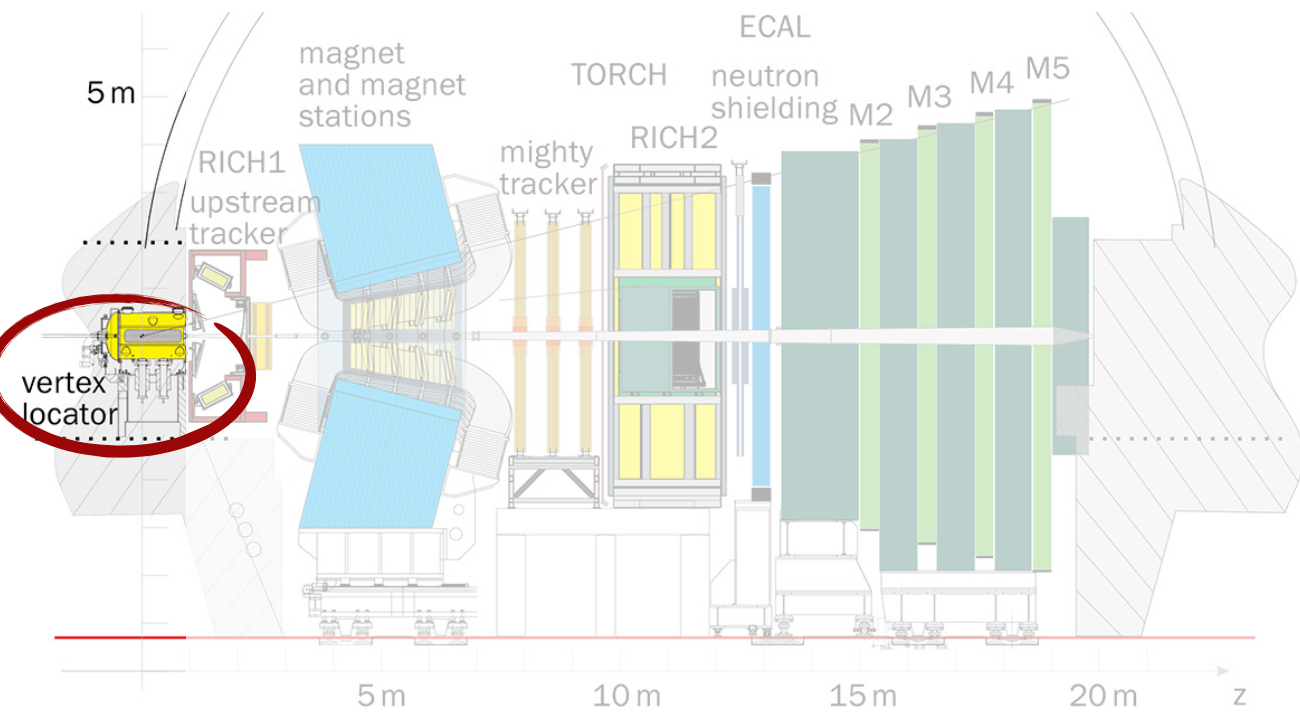 ECAL
magnet
and magnet
stations
TORCH
neutron
shielding
M2
M3
M4
M5
5 m
RICH1
upstream
tracker
mighty
tracker
RICH2
vertex
locator
5 m
10 m
15 m
20 m
z